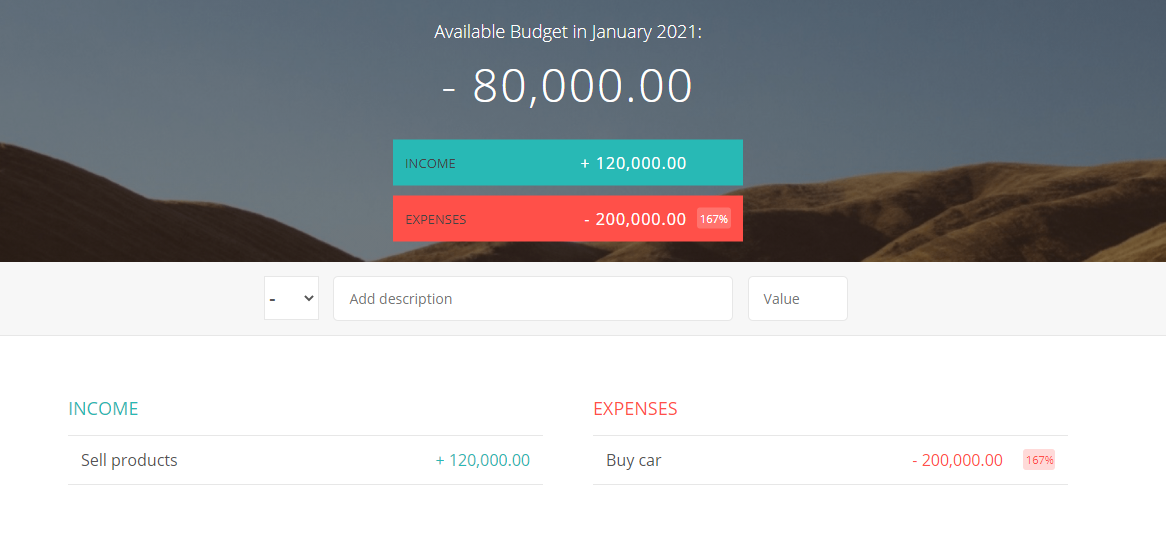 Available Budget in January 2021:
- 80,000.00
INCOME + 120,000.00
EXPENSES - 200,000.00 167%
- Add description Value
INCOME
Sell products + 120,000.00
EXPENSES
Buy car - 200,000.00 167%